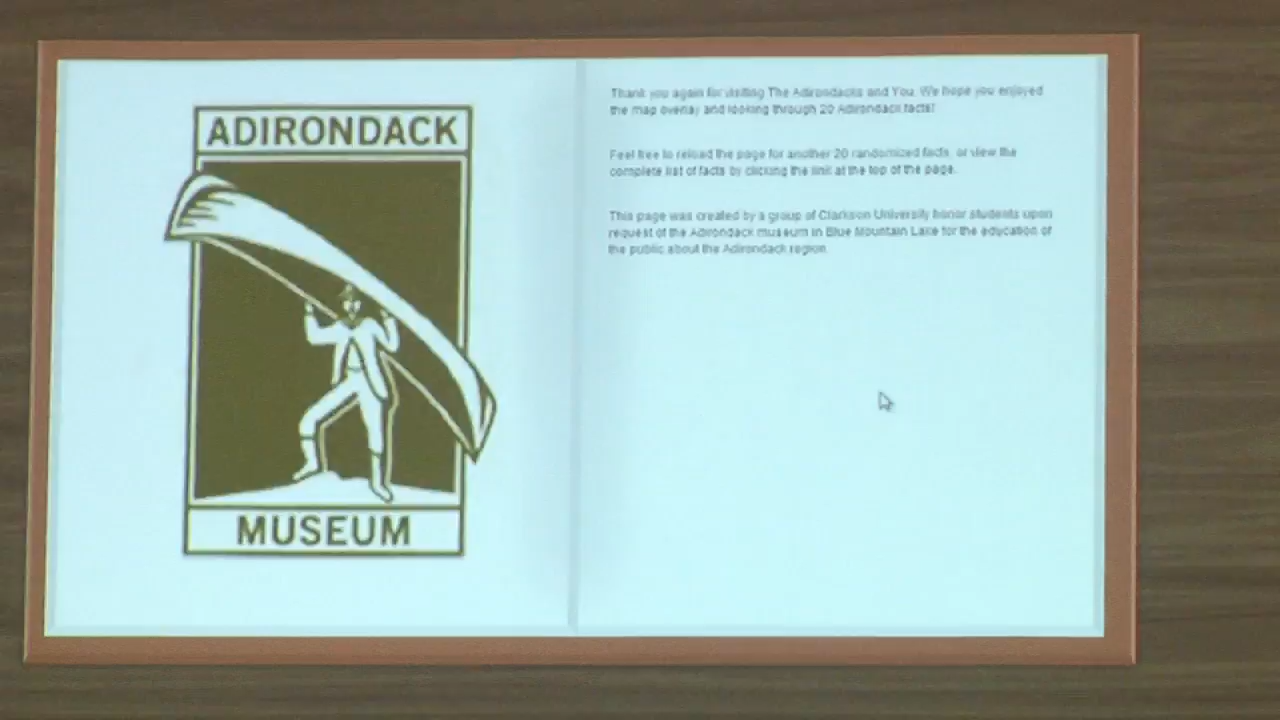 ADIRONDACK
MUSEUM
Thank you again for visiting The Adirondacks and You. We hope you enjoyed
the map overlay and looking through 20 Adirondack facts!
Feel free to reload the page for another 20 randomized facts, or view the
complete list of facts by clicking the link at the top of the page.
This page was created by a group of Clarkson University honor students upon
request of the Adirondack museum in Blue Mountain Lake for the education of
the public about the Adirondack region.